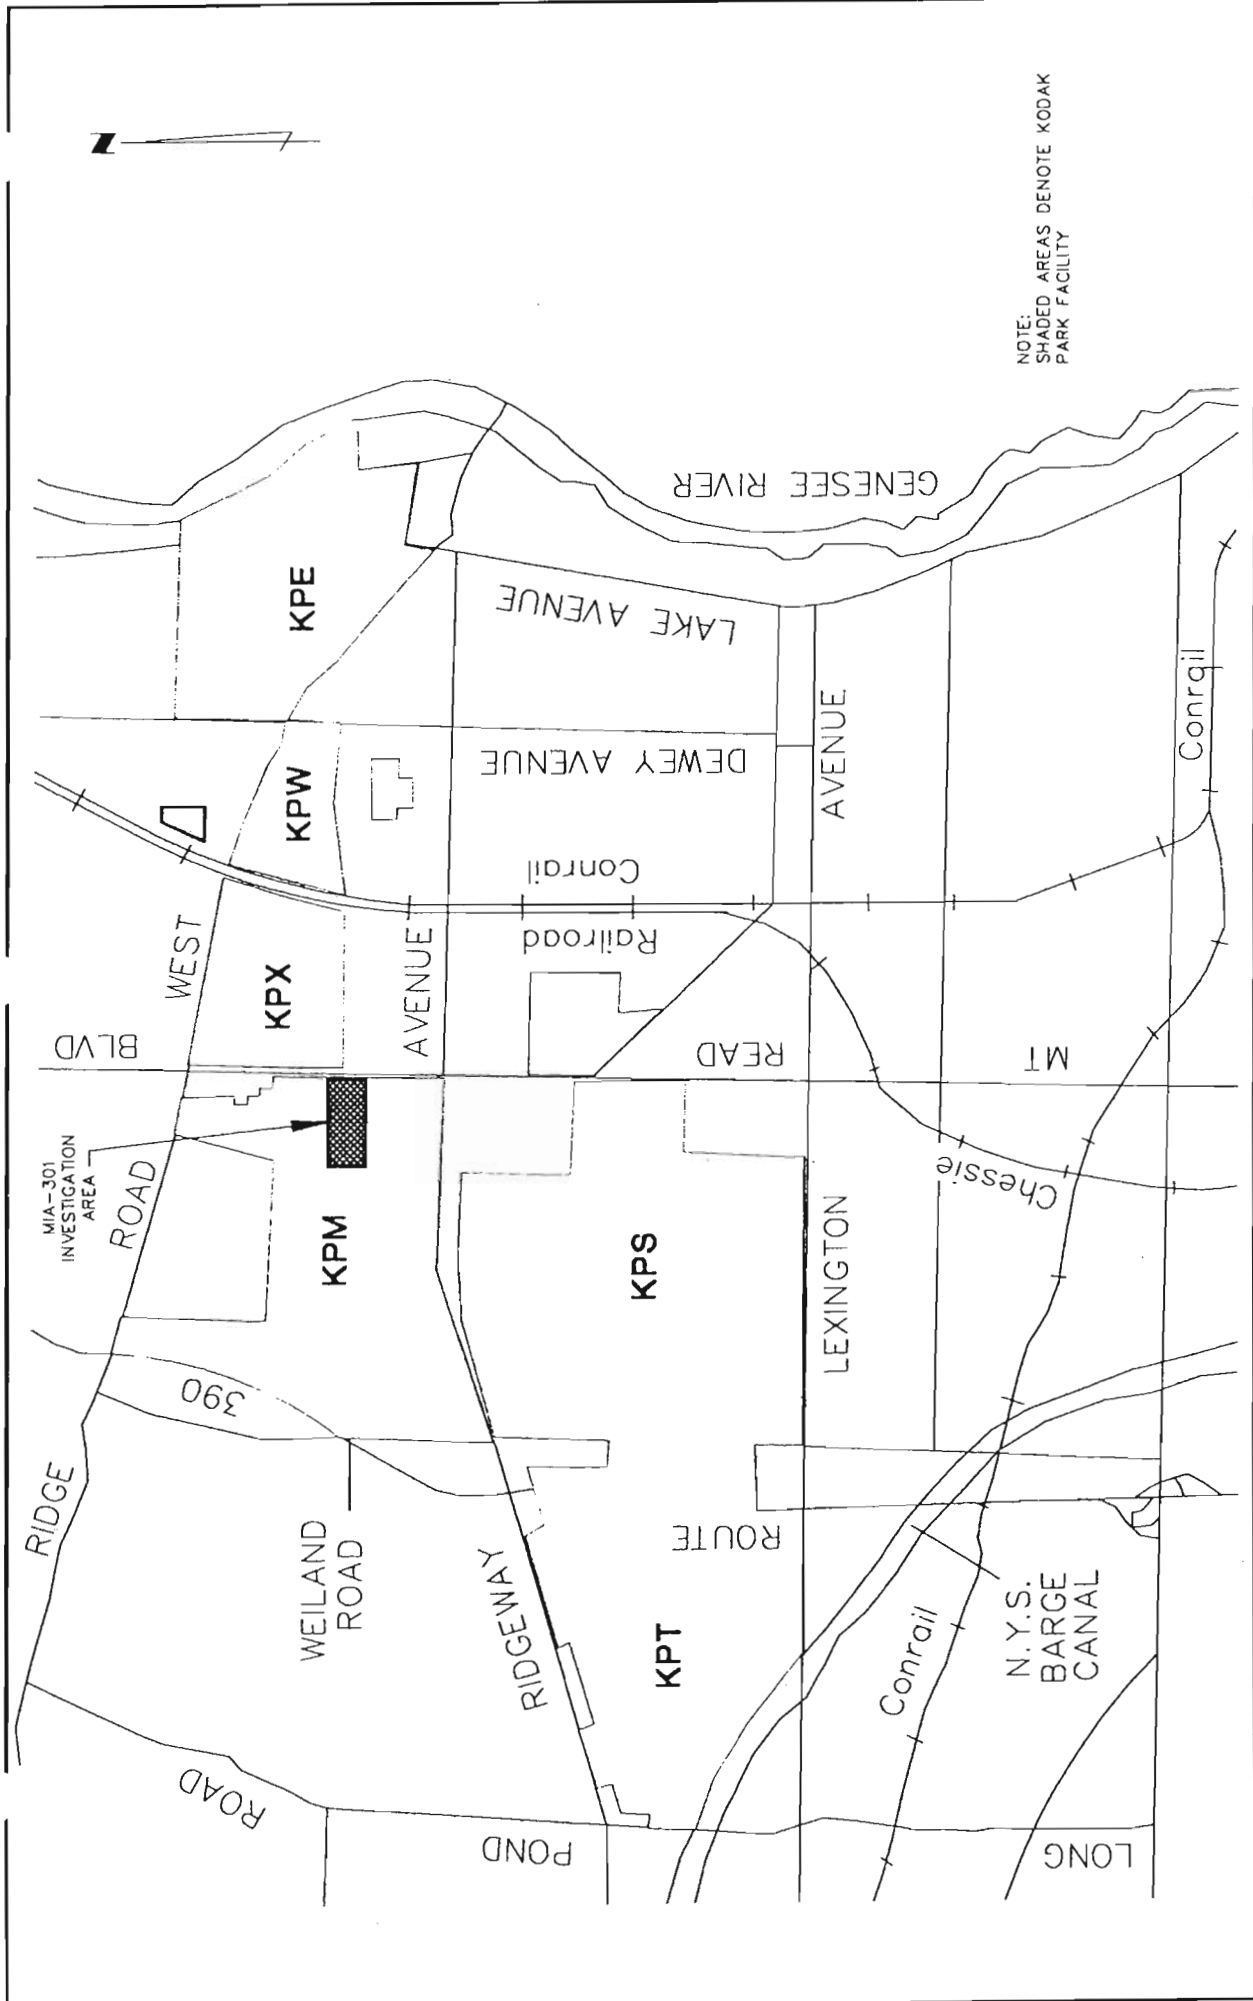 N
MIA-301
INVESTIGATION
AREA
RIDGE
ROAD
WEST
BLVD
390
WEILAND
ROAD
KPM
KPX
KPW
KPE
AVENUE
RIDGEWAY
POND
ROAD
LONG
KPS
KPT
ROUTE
Railroad
Conrail
DEWEY AVENUE
LAKE AVENUE
GENESEE RIVER
READ
MT
LEXINGTON
AVENUE
Chessie
Conrail
Conrail
N.Y.S.
BARGE
CANAL
NOTE:
SHADED AREAS DENOTE KODAK
PARK FACILITY